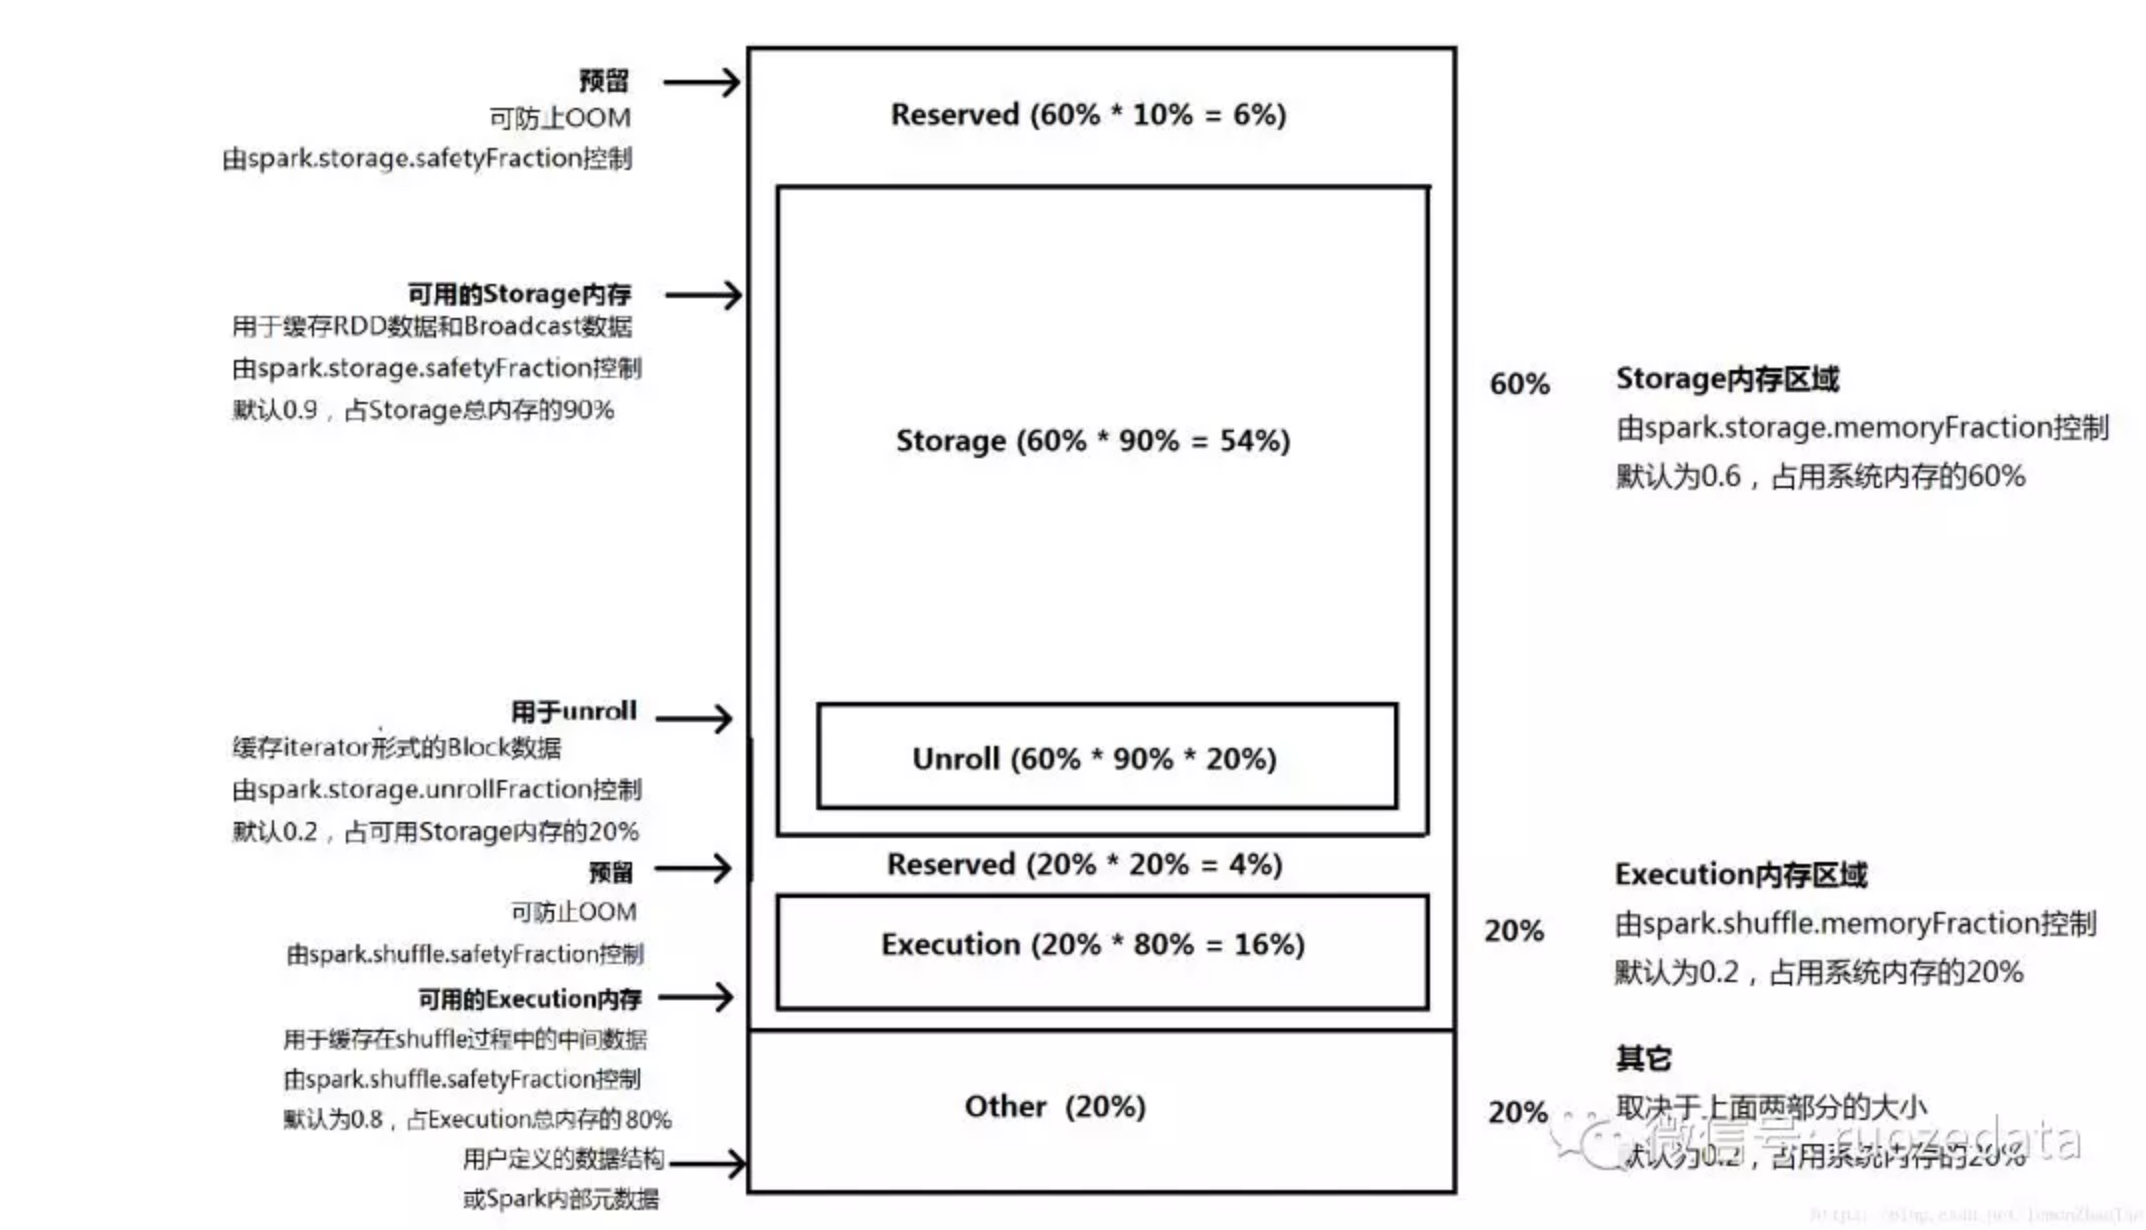 预留
可防止OOM
由spark.storage.safetyFraction控制
Reserved (60% * 10% = 6%)
可用的Storage内存
用于缓存RDD数据和Broadcast数据
由spark.storage.safetyFraction控制
默认0.9，占Storage总内存的90%
Storage (60% * 90% = 54%)
60%
Storage内存区域
由spark.storage.memoryFraction控制
默认为0.6，占用系统内存的60%
用于unroll
缓存iterator形式的Block数据
由spark.storage.unrollFraction控制
默认0.2，占可用Storage内存的20%
Unroll (60% * 90% * 20%)
预留
可防止OOM
由spark.shuffle.safetyFraction控制
Reserved (20% * 20% = 4%)
可用的Execution内存
用于缓存在shuffle过程中的中间数据
由spark.shuffle.safetyFraction控制
默认为0.8，占Execution总内存的80%
Execution (20% * 80% = 16%)
20%
Execution内存区域
由spark.shuffle.memoryFraction控制
默认为0.2，占用系统内存的20%
用户定义的数据结构
或Spark内部元数据
Other (20%)
20%
其它
取决于上面两部分的大小
默认为0.2，占用系统内存的20%
微信号: ruozedata